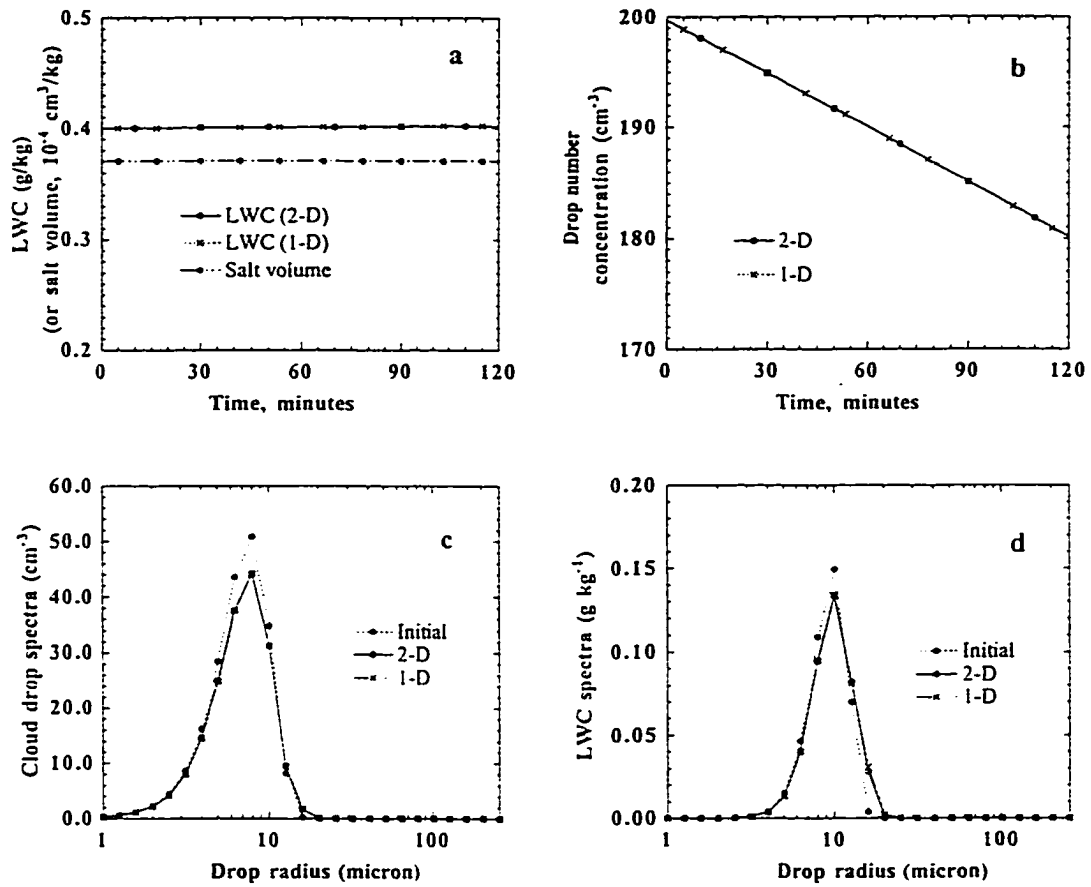 a
0.5
0.4
0.3
0.2
LWC (g/kg)
(or salt volume, 10⁻⁴ cm³/kg)
LWC (2-D)
LWC (1-D)
Salt volume
0 30 60 90 120
Time, minutes
b
200
190
180
170
Drop number
concentration (cm⁻³)
2-D
1-D
0 30 60 90 120
Time, minutes
c
60.0
50.0
40.0
30.0
20.0
10.0
0.0
Cloud drop spectra (cm⁻³)
Initial
2-D
1-D
1 10 100
Drop radius (micron)
d
0.20
0.15
0.10
0.05
0.00
LWC spectra (g kg⁻¹)
Initial
2-D
1-D
1 10 100
Drop radius (micron)